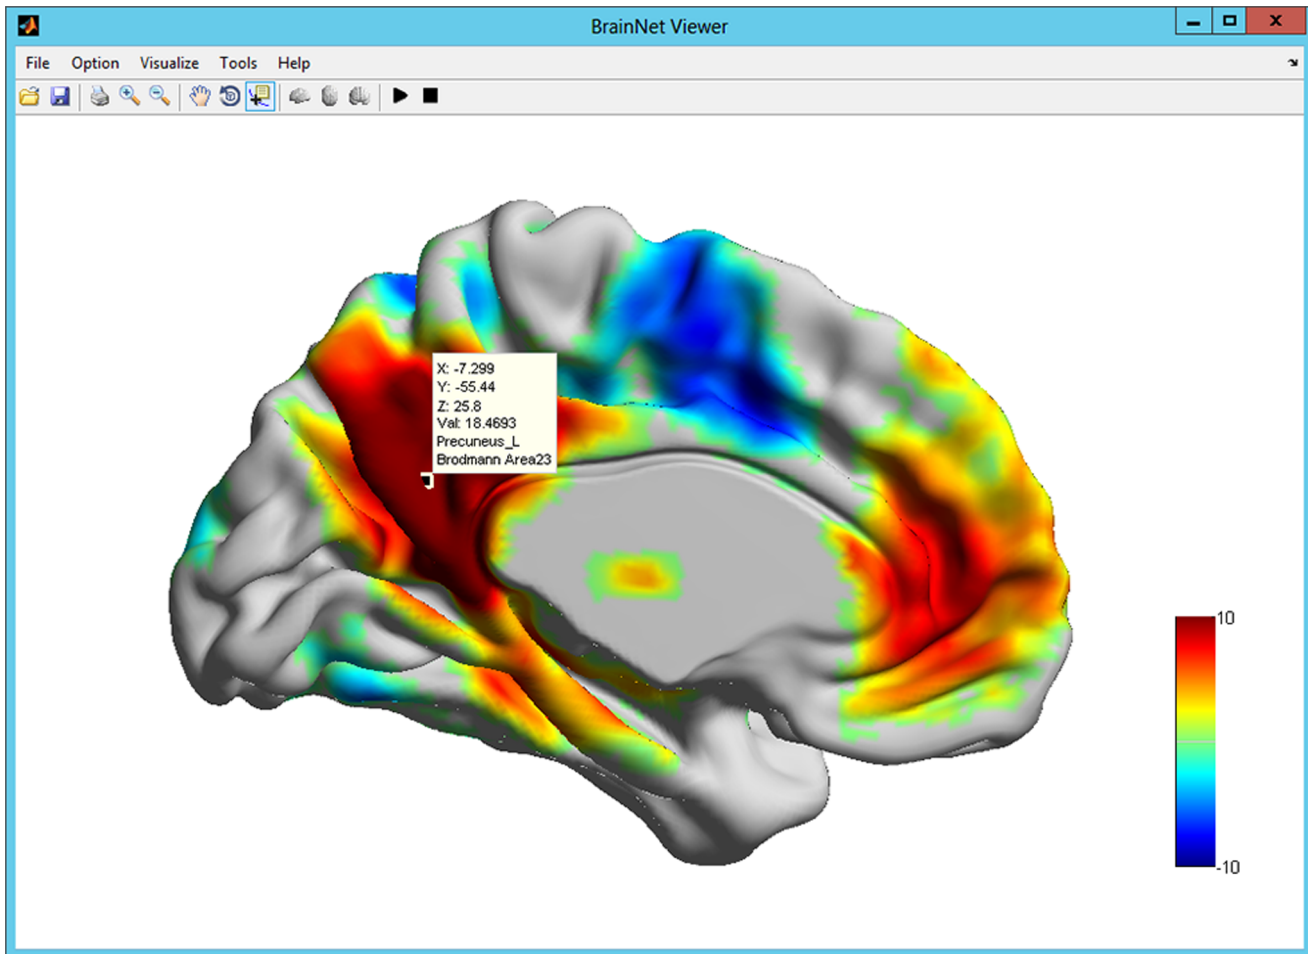 BrainNet Viewer
File Option Visualize Tools Help
X: -7.299
Y: -55.44
Z: 25.8
Val: 18.4693
Precuneus_L
Brodmann Area23
10
-10